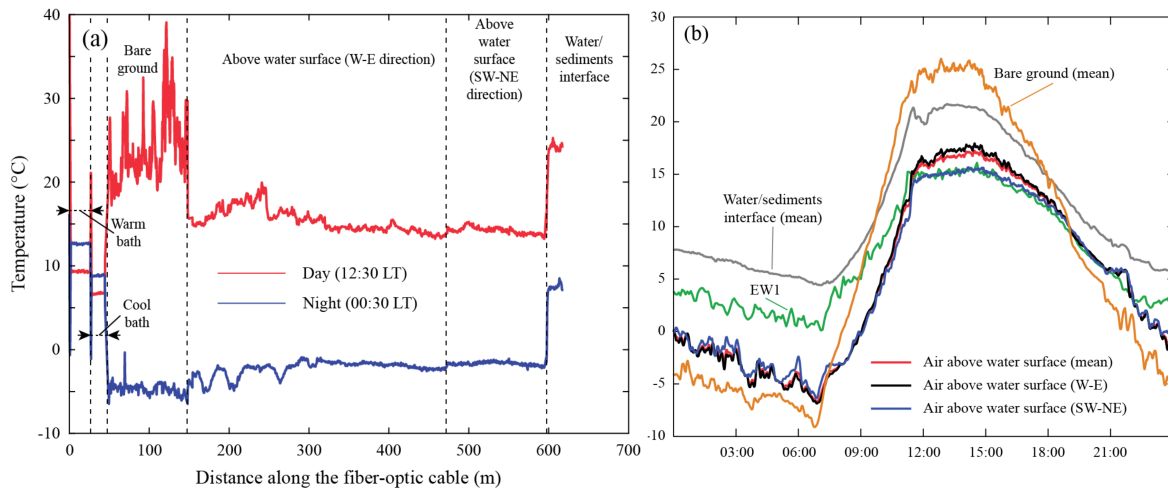 (a)
Bare
ground
Above water surface (W-E direction)
Above
water
surface
(SW-NE
direction)
Water/
sediments
interface
Warm
bath
Cool
bath
Day (12:30 LT)
Night (00:30 LT)
Temperature (°C)
40
30
20
10
0
-10
0
100
200
300
400
500
600
700
Distance along the fiber-optic cable (m)
(b)
Bare ground (mean)
Water/sediments
interface (mean)
EW1
Air above water surface (mean)
Air above water surface (W-E)
Air above water surface (SW-NE)
30
25
20
15
10
5
0
-5
-10
03:00
06:00
09:00
12:00
15:00
18:00
21:00